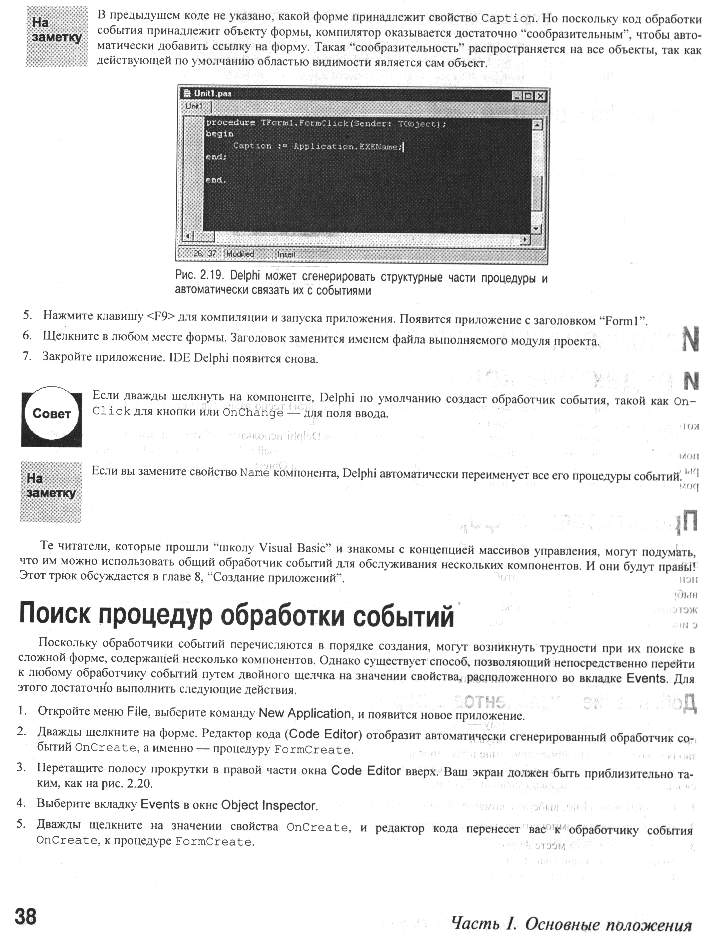 На
заметку
В предыдущем коде не указано, какой форме принадлежит свойство Caption. Но поскольку код обработки
события принадлежит объекту формы, компилятор оказывается достаточно “сообразительным”, чтобы авто-
матически добавить ссылку на форму. Такая “сообразительность” распространяется на все объекты, так как
действующей по умолчанию областью видимости является сам объект.
Unit1.pas
Unit1
procedure TForm1.FormClick(Sender: TObject);
begin
Caption := Application.EXEName;
end;
end.
26: 37 Modified Insert
Рис. 2.19. Delphi может сгенерировать структурные части процедуры и
автоматически связать их с событиями
5. Нажмите клавишу <F9> для компиляции и запуска приложения. Появится приложение с заголовком “Form1”.
6. Щелкните в любом месте формы. Заголовок заменится именем файла выполняемого модуля проекта.
7. Закройте приложение. IDE Delphi появится снова.
Совет
Если дважды щелкнуть на компоненте, Delphi по умолчанию создаст обработчик события, такой как On-
Click для кнопки или OnChange — для поля ввода.
На
заметку
Если вы замените свойство Name компонента, Delphi автоматически переименует все его процедуры событий.
Те читатели, которые прошли “школу Visual Basic” и знакомы с концепцией массивов управления, могут подумать,
что им можно использовать общий обработчик событий для обслуживания нескольких компонентов. И они будут правы!
Этот трюк обсуждается в главе 8, “Создание приложений”.
Поиск процедур обработки событий
Поскольку обработчики событий перечисляются в порядке создания, могут возникнуть трудности при их поиске в
сложной форме, содержащей несколько компонентов. Однако существует способ, позволяющий непосредственно перейти
к любому обработчику событий путем двойного щелчка на значении свойства, расположенного во вкладке Events. Для
этого достаточно выполнить следующие действия.
1. Откройте меню File, выберите команду New Application, и появится новое приложение.
2. Дважды щелкните на форме. Редактор кода (Code Editor) отобразит автоматически сгенерированный обработчик со-
бытий OnCreate, а именно — процедуру FormCreate.
3. Перетащите полосу прокрутки в правой части окна Code Editor вверх. Ваш экран должен быть приблизительно та-
ким, как на рис. 2.20.
4. Выберите вкладку Events в окне Object Inspector.
5. Дважды щелкните на значении свойства OnCreate, и редактор кода перенесет вас к обработчику события
OnCreate, к процедуре FormCreate.
38
Часть I. Основные положения